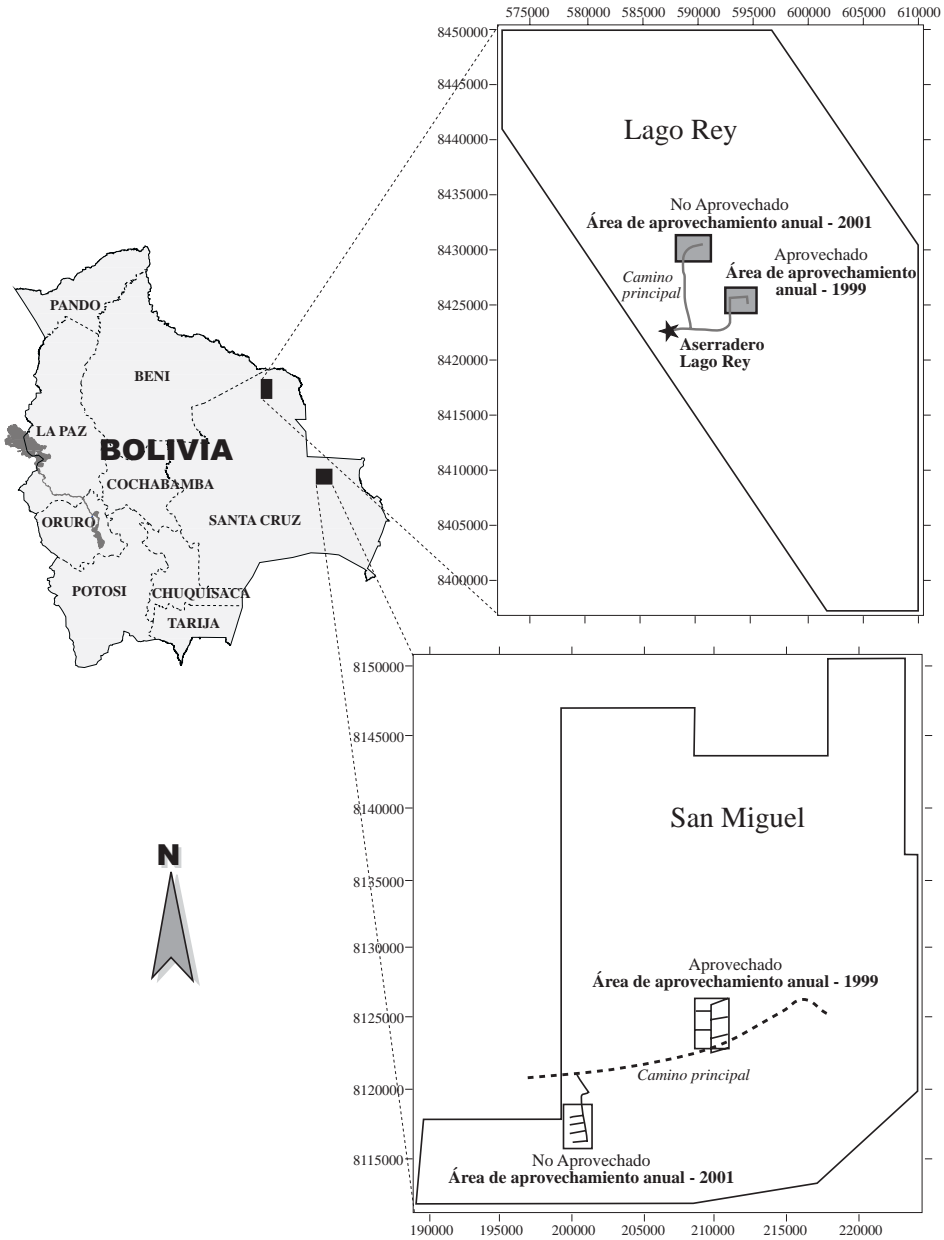 575000 580000 585000 590000 595000 600000 605000 610000
8450000
8445000
8440000
8435000
8430000
8425000
8420000
8415000
8410000
8405000
8400000
Lago Rey
No Aprovechado
Área de aprovechamiento anual - 2001
Aprovechado
Área de aprovechamiento
anual - 1999
Camino
principal
Aserradero
Lago Rey
PANDO
BENI
LA PAZ
BOLIVIA
COCHABAMBA
ORURO
SANTA CRUZ
POTOSI
CHUQUISACA
TARIJA
N
8150000
8145000
8140000
8135000
8130000
8125000
8120000
8115000
San Miguel
Aprovechado
Área de aprovechamiento anual - 1999
Camino principal
No Aprovechado
Área de aprovechamiento anual - 2001
190000 195000 200000 205000 210000 215000 220000